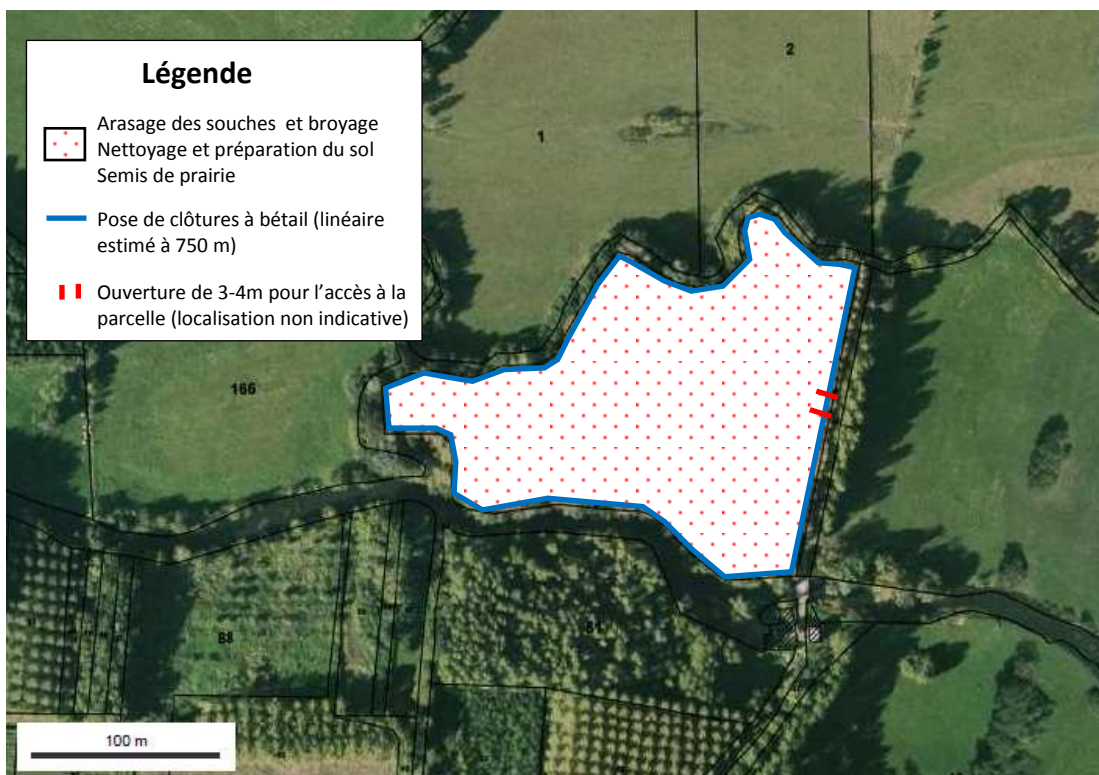 Légende
Arasage des souches et broyage
Nettoyage et préparation du sol
Semis de prairie
Pose de clôtures à bétail (linéaire
estimé à 750 m)
Ouverture de 3-4m pour l’accès à la
parcelle (localisation non indicative)
2
1
166
88
81
100 m